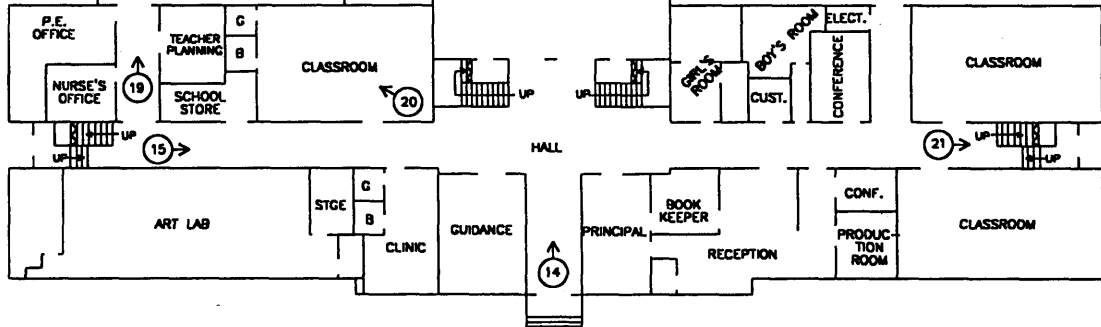 P.E.
OFFICE
NURSE'S
OFFICE
19
TEACHER
PLANNING
G
B
SCHOOL
STORE
CLASSROOM
20
UP
UP
GIRL'S
ROOM
BOY'S ROOM
ELECT.
CUST.
CONFERENCE
CLASSROOM
UP
UP
15
HALL
21
UP
UP
ART LAB
STGE
G
B
CLINIC
GUIDANCE
14
PRINCIPAL
BOOK
KEEPER
RECEPTION
CONF.
PRODUC-
TION
ROOM
CLASSROOM